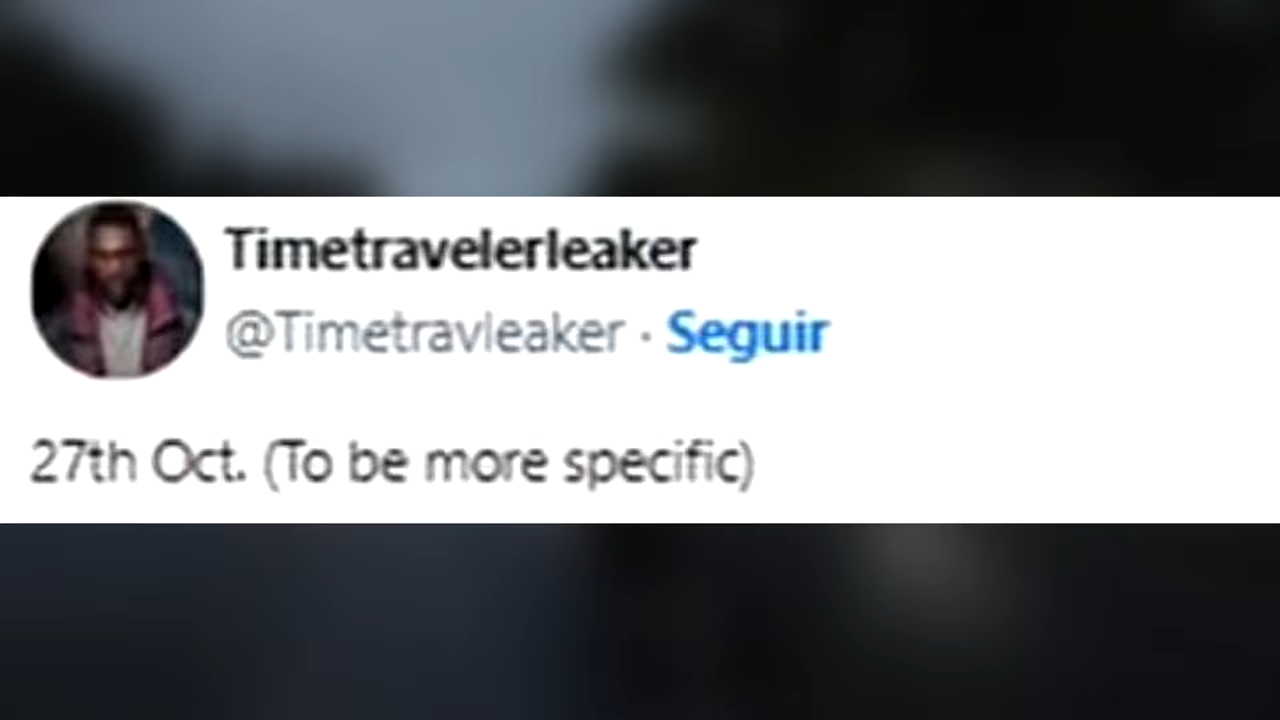 Timetravelerleaker
@Timetravleaker · Seguir
27th Oct. (To be more specific)